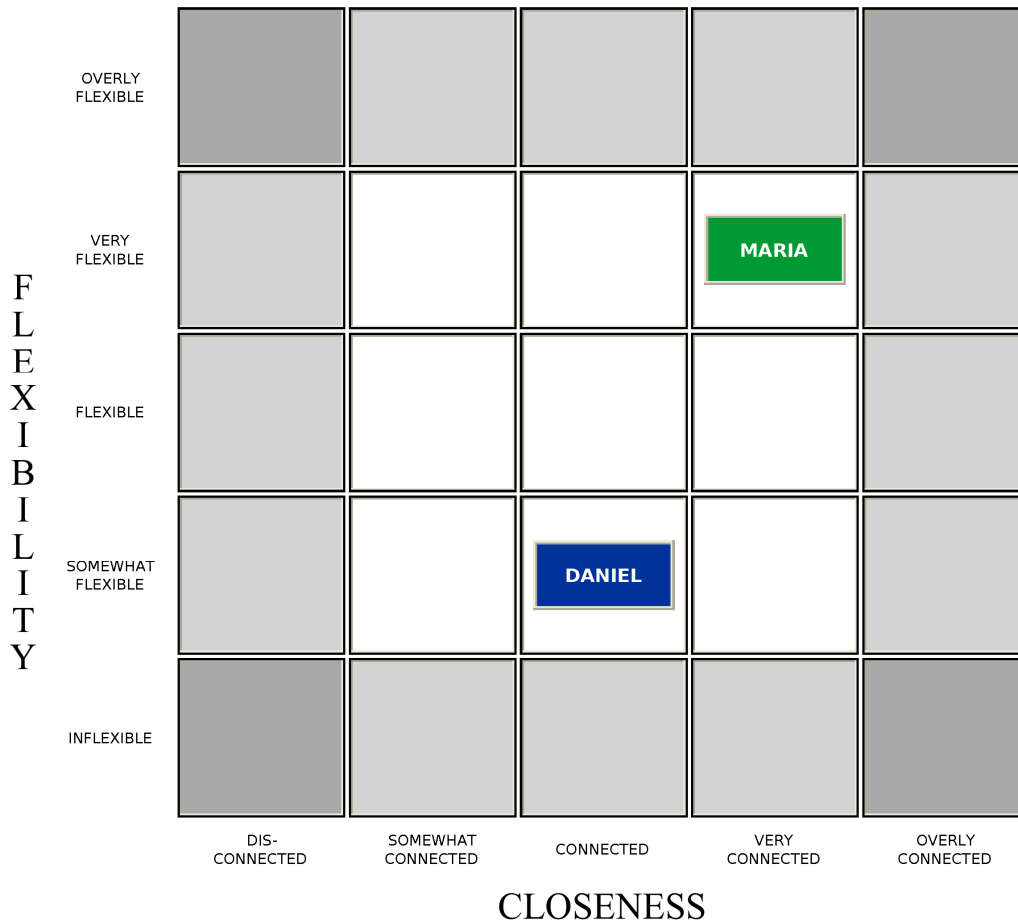 OVERLY
FLEXIBLE
VERY
FLEXIBLE
MARIA
FLEXIBILITY
FLEXIBLE
SOMEWHAT
FLEXIBLE
DANIEL
INFLEXIBLE
DIS-
CONNECTED
SOMEWHAT
CONNECTED
CONNECTED
VERY
CONNECTED
OVERLY
CONNECTED
CLOSENESS